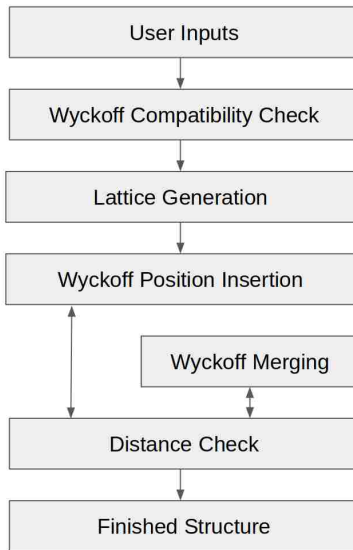 User Inputs
Wyckoff Compatibility Check
Lattice Generation
Wyckoff Position Insertion
Wyckoff Merging
Distance Check
Finished Structure